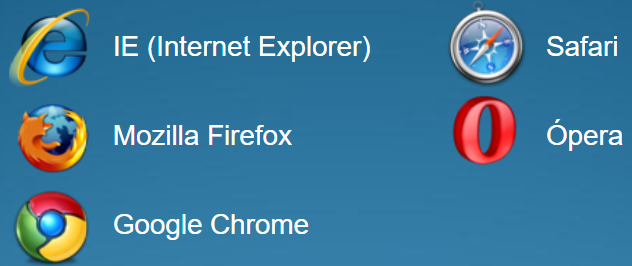 IE (Internet Explorer)
Safari
Mozilla Firefox
Ópera
Google Chrome